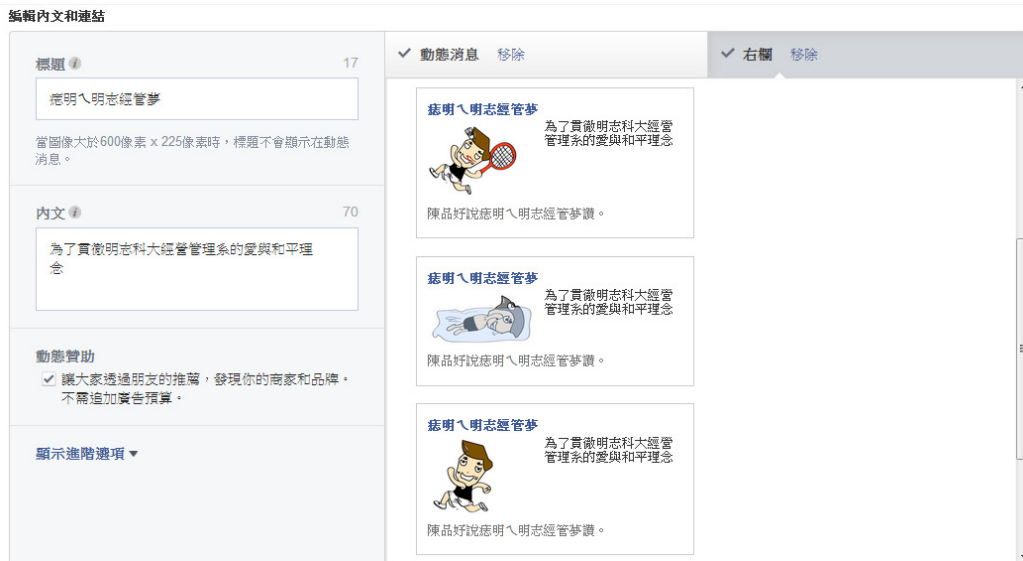 編輯內文和連結
標題
17
痞明ㄟ明志經管夢
當圖像大於600像素 x 225像素時，標題不會顯示在動態
消息。
內文
70
為了貫徹明志科大經營管理系的愛與和平理
念
動態贊助
讓大家透過朋友的推薦，發現你的商家和品牌。
不需追加廣告預算。
顯示進階選項
動態消息 移除
右欄 移除
痞明ㄟ明志經管夢
為了貫徹明志科大經營
管理系的愛與和平理念
陳品妤說痞明ㄟ明志經管夢讚。
痞明ㄟ明志經管夢
為了貫徹明志科大經營
管理系的愛與和平理念
陳品妤說痞明ㄟ明志經管夢讚。
痞明ㄟ明志經管夢
為了貫徹明志科大經營
管理系的愛與和平理念
陳品妤說痞明ㄟ明志經管夢讚。